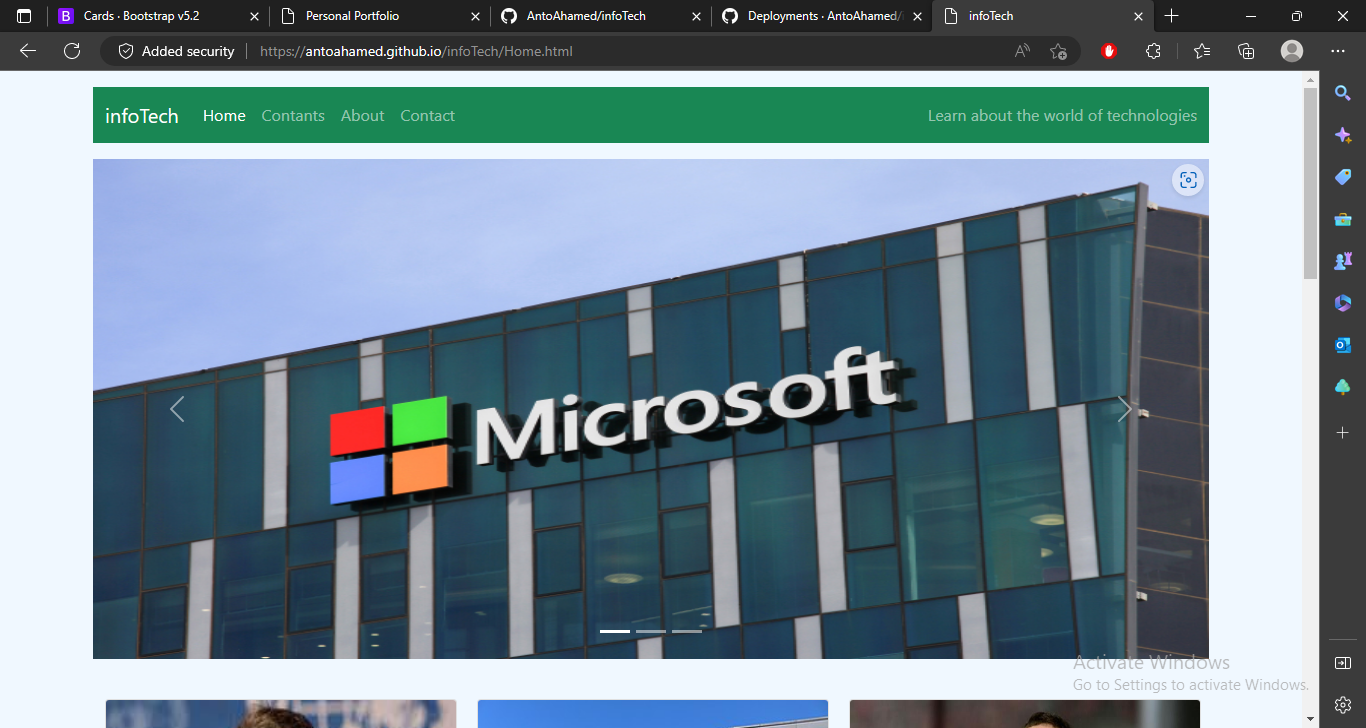 Cards · Bootstrap v5.2
Personal Portfolio
AntoAhamed/infoTech
Deployments · AntoAhamed/
infoTech
Added security
https://antoahamed.github.io/infoTech/Home.html
infoTech Home Contants About Contact
Learn about the world of technologies
Microsoft
Activate Windows
Go to Settings to activate Windows.